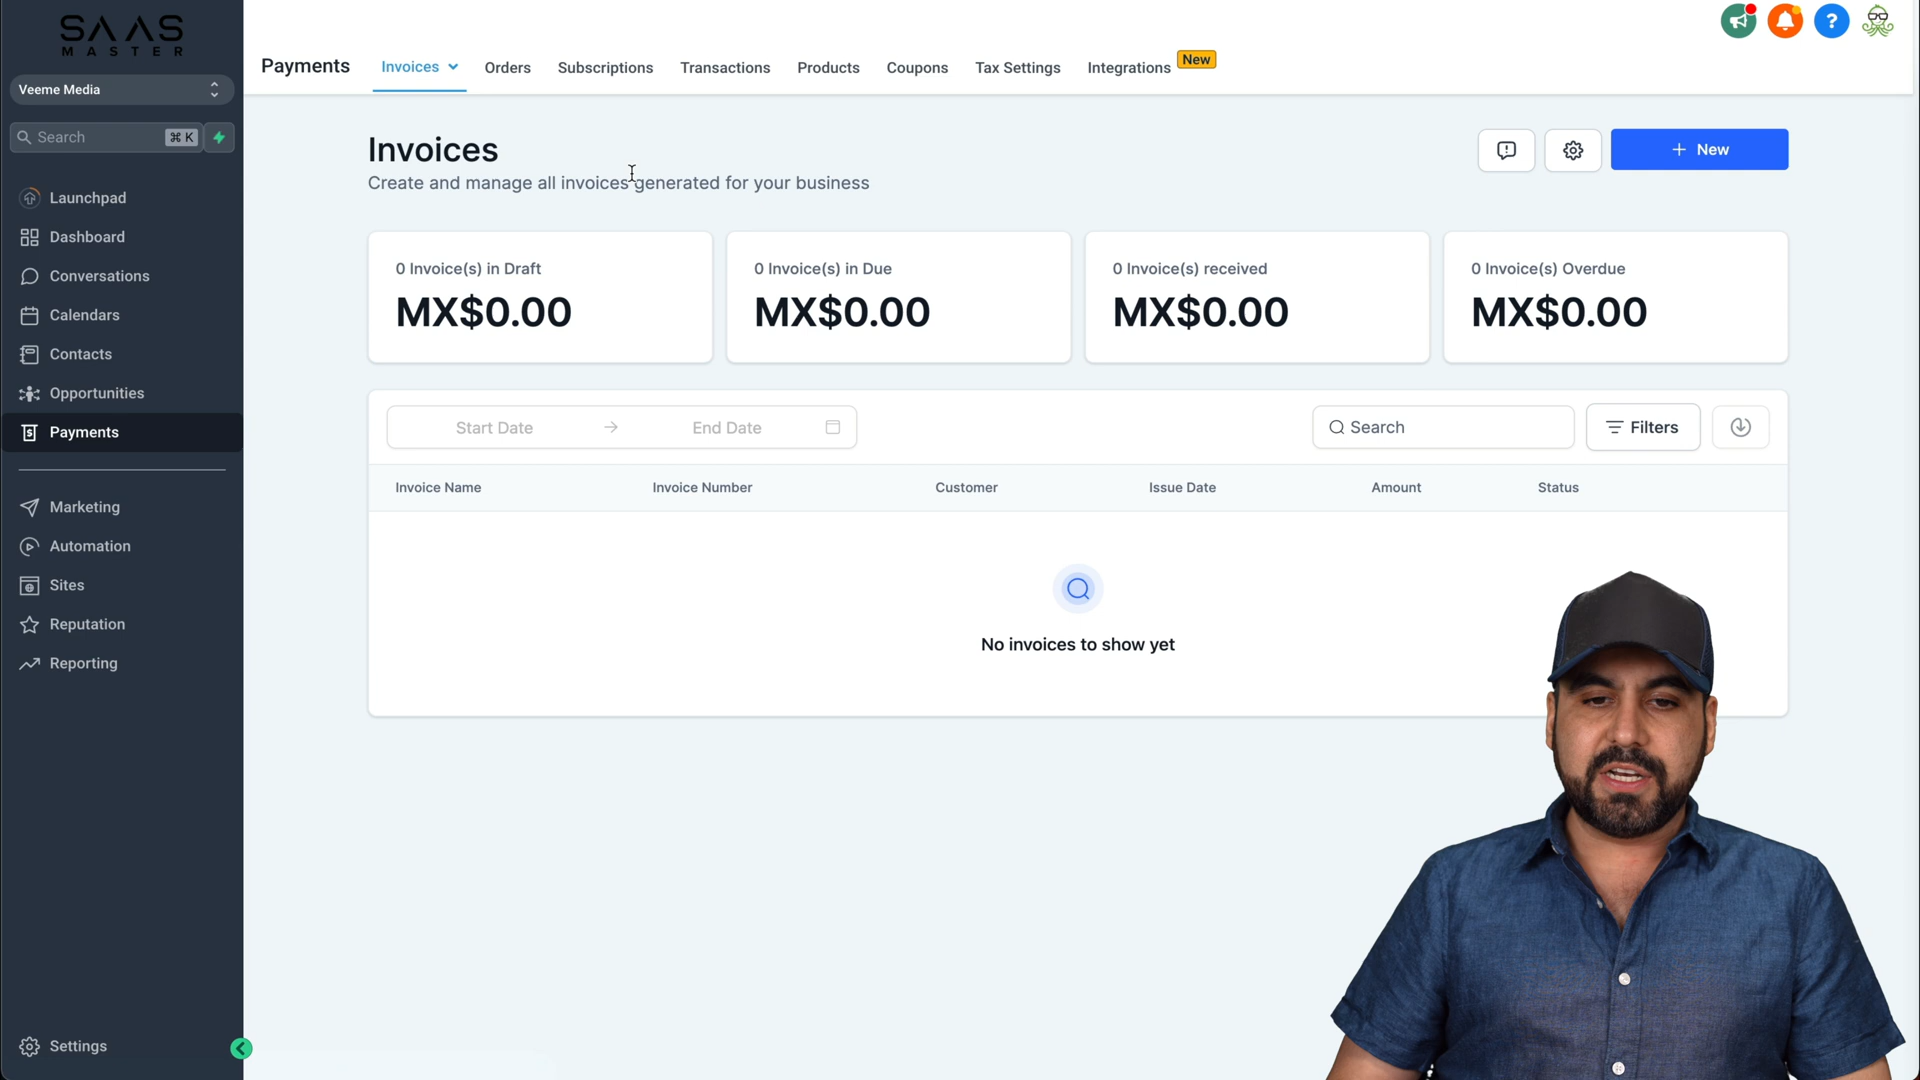 SAAS
MASTER
Veeme Media
Search ⌘ K
Launchpad
Dashboard
Conversations
Calendars
Contacts
Opportunities
Payments
Marketing
Automation
Sites
Reputation
Reporting
Settings
Payments Invoices Orders Subscriptions Transactions Products Coupons Tax Settings Integrations New
?
Invoices
Create and manage all invoices generated for your business
+ New
0 Invoice(s) in Draft
MX$0.00
0 Invoice(s) in Due
MX$0.00
0 Invoice(s) received
MX$0.00
0 Invoice(s) Overdue
MX$0.00
Start Date → End Date
Search
Filters
Invoice Name Invoice Number Customer Issue Date Amount Status
No invoices to show yet